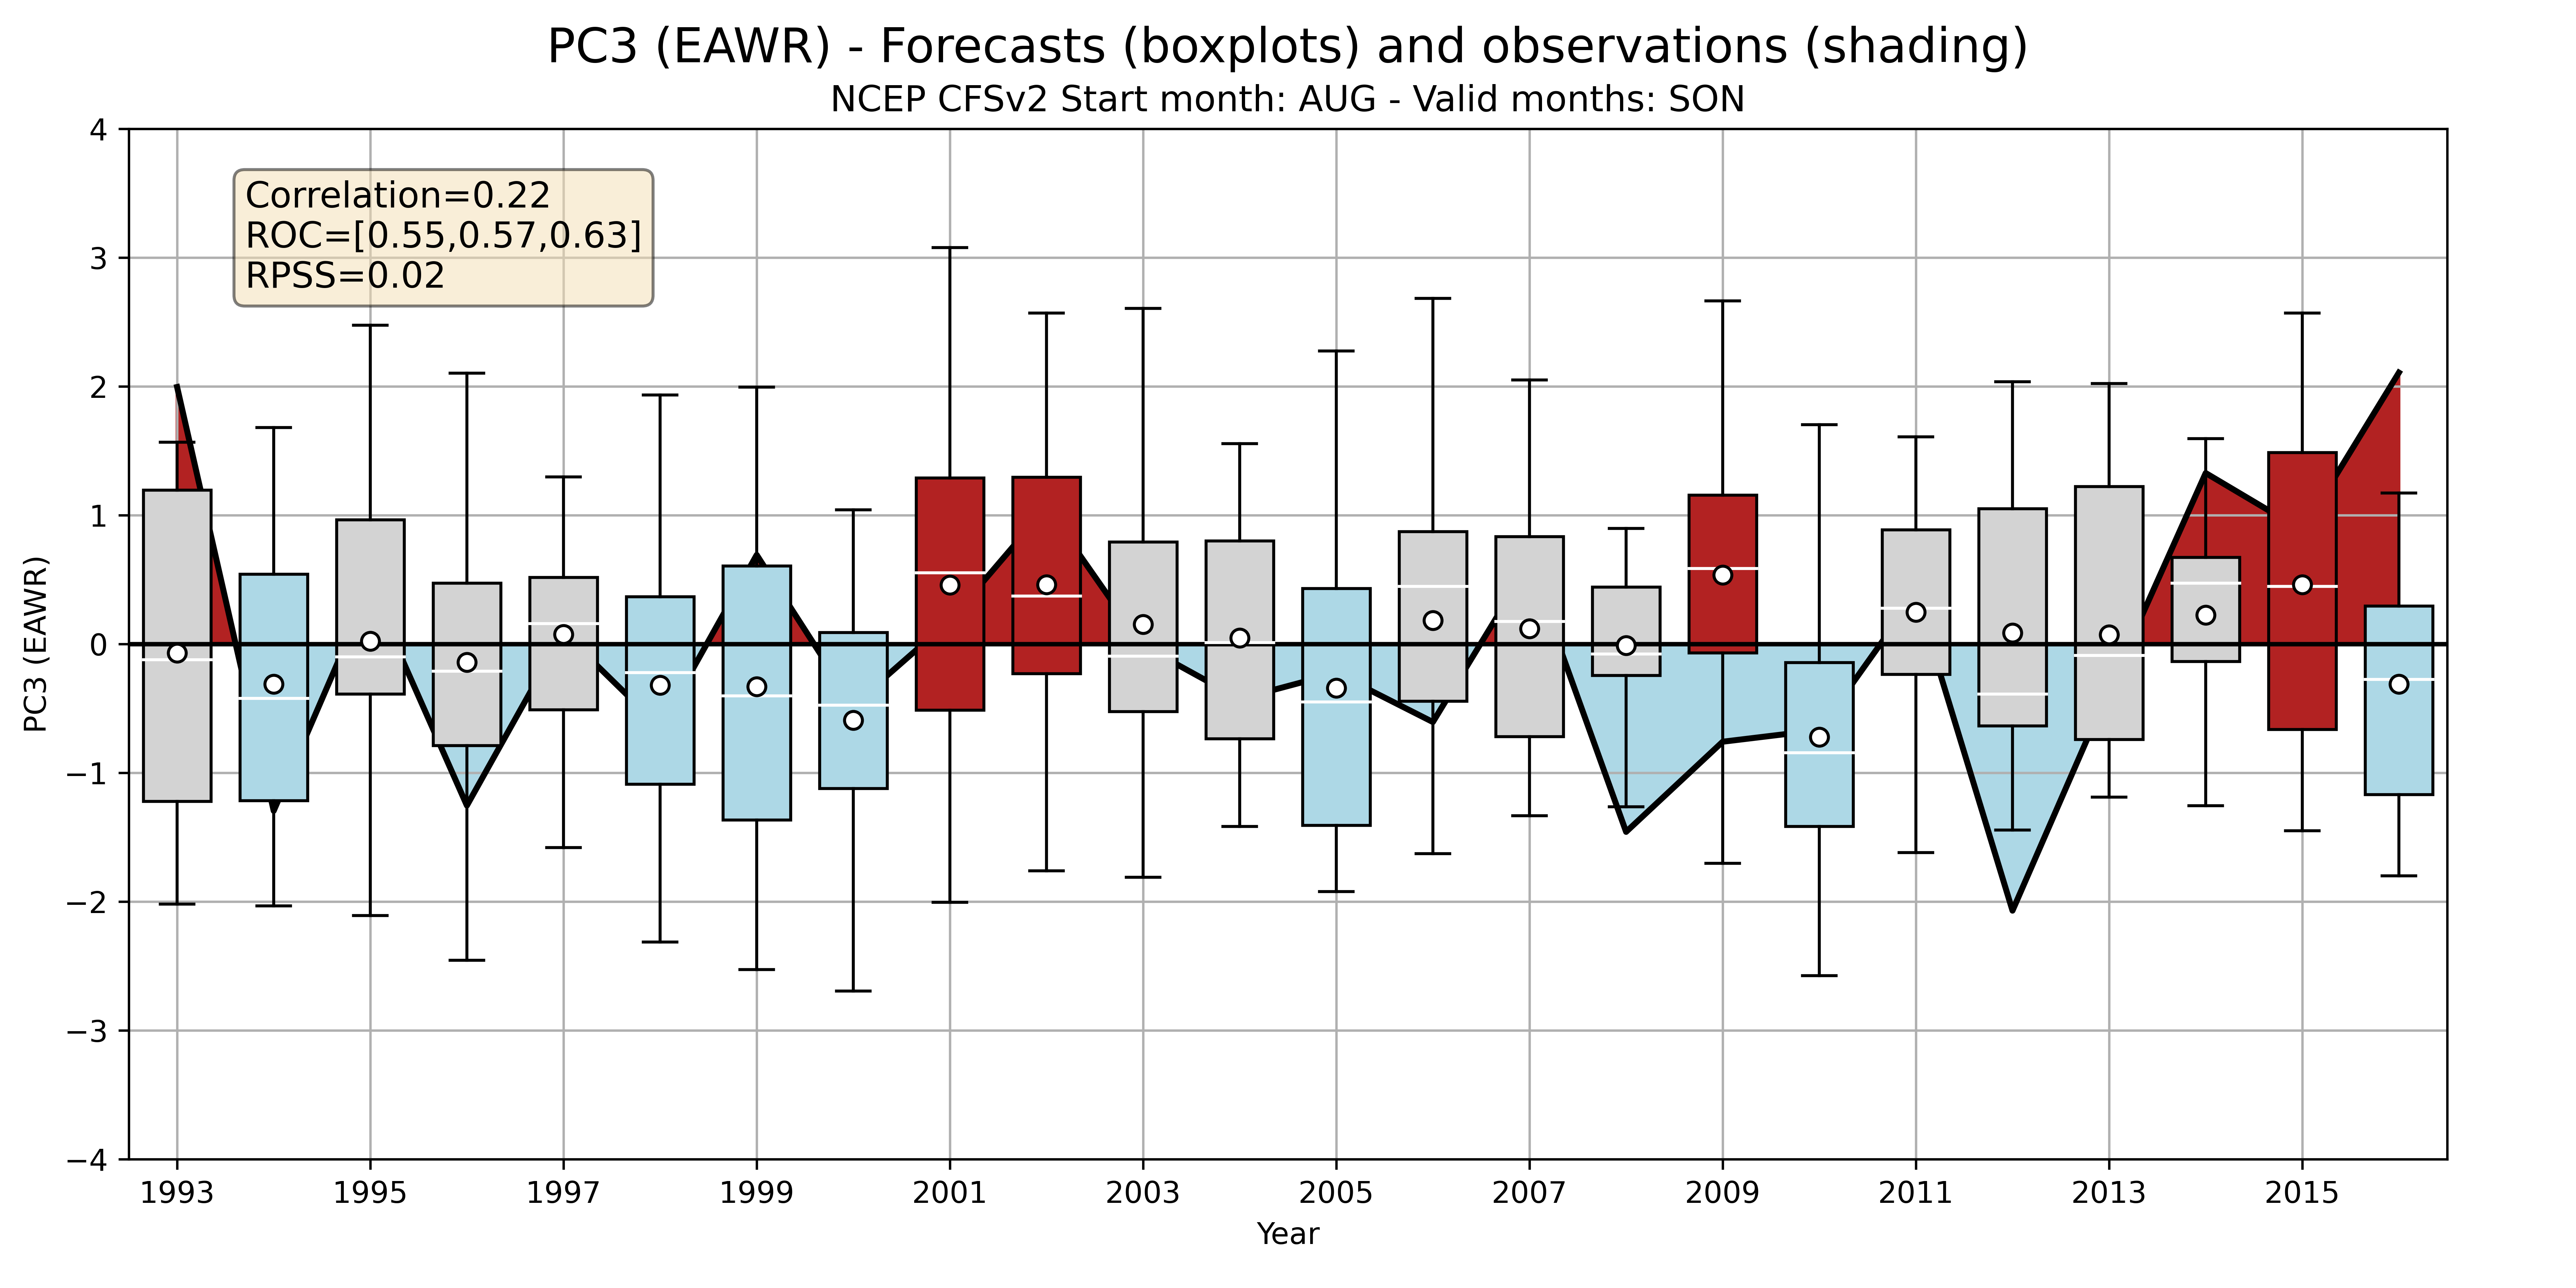 PC3 (EAWR) - Forecasts (boxplots) and observations (shading)
NCEP CFSv2 Start month: AUG - Valid months: SON
Correlation=0.22
ROC=[0.55,0.57,0.63]
RPSS=0.02
PC3 (EAWR)
4
3
2
1
0
−1
−2
−3
−4
1993 1995 1997 1999 2001 2003 2005 2007 2009 2011 2013 2015
Year